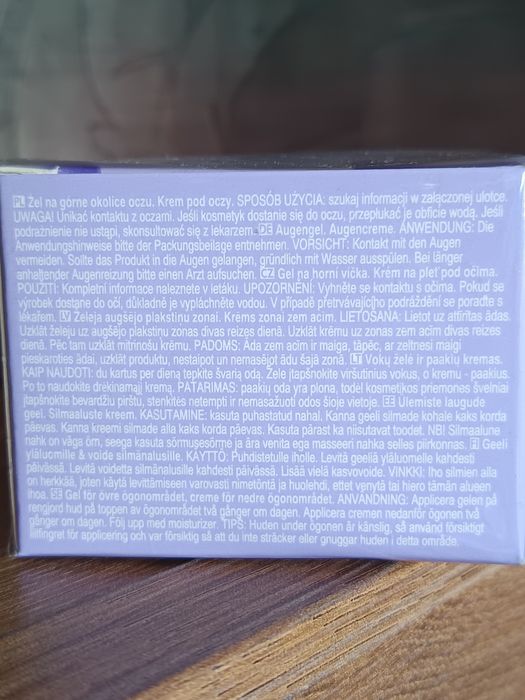 PL Żel na górne okolice oczu. Krem pod oczy. SPOSÓB UŻYCIA: szukaj informacji w załączonej ulotce.
UWAGA! Unikać kontaktu z oczami. Jeśli kosmetyk dostanie się do oczu, przepłukać je obficie wodą. Jeśli
podrażnienie nie ustąpi, skonsultować się z lekarzem. DE Augengel, Augencreme. ANWENDUNG: Die
Anwendungshinweise bitte der Packungsbeilage entnehmen. VORSICHT: Kontakt mit den Augen
vermeiden. Sollte das Produkt in die Augen gelangen, gründlich mit Wasser ausspülen. Bei länger
anhaltender Augenreizung bitte einen Arzt aufsuchen. CZ Gel na horní víčka. Krém na pleť pod očima.
POUŽITÍ: Kompletní informace naleznete v letáku. UPOZORNĚNÍ: Vyhněte se kontaktu s očima. Pokud se
výrobek dostane do očí, důkladně je vypláchněte vodou. V případě přetrvávajícího podráždění se poraďte s
lékařem. LV Želeja augšējo plakstiņu zonai. Krēms zonai zem acīm. LIETOŠANA: Lietot uz attīrītas ādas.
Uzklāt želeju uz augšējo plakstiņu zonas divas reizes dienā. Uzklāt krēmu uz zonas zem acīm divas reizes
dienā. Pēc tam uzklāt mitrinošu krēmu. PADOMS: Āda zem acīm ir maiga, tāpēc, ar zeltnesi maigi
pieskaroties ādai, uzklāt produktu, nestaipot un nemasējot ādu šajā zonā. LT Vokų želė ir paakių kremas.
KAIP NAUDOTI: du kartus per dieną tepkite švarią odą. Želę įtapšnokite viršutinius vokus, o kremu - paakius.
Po to naudokite drėkinamąjį kremą. PATARIMAS: paakių oda yra plona, todėl kosmetikos priemones švelniai
įtapšnokite bevardžiu pirštu, stenkitės netempti ir nemasažuoti odos šioje vietoje. EE Ülemiste laugude
geel. Silmaaluste kreem. KASUTAMINE: kasuta puhastatud nahal. Kanna geeli silmade kohale kaks korda
päevas. Kanna kreemi silmade alla kaks korda päevas. Kasuta pärast ka niisutavat toodet. NB! Silmaalune
nahk on väga õrn, seega kasuta sõrmusesõrme ja ära venita ega masseeri nahka selles piirkonnas. FI Geeli
yläluomille & voide silmänalusille. KÄYTTÖ: Puhdistetulle iholle. Levitä geeliä yläluomelle kahdesti
päivässä. Levitä voidetta silmänalusille kahdesti päivässä. Lisää vielä kasvovoide. VINKKI: Iho silmien alla
on herkkää, joten käytä levittämiseen varovasti nimetöntä ja huolehdi, ettet venytä tai hiero tämän alueen
ihoa. SE Gel för övre ögonområdet, creme för nedre ögonområdet. ANVÄNDNING: Applicera gelen på
rengjord hud på toppen av ögonområdet två gånger om dagen. Applicera cremen nedanför ögonen två
gånger om dagen. Följ upp med moisturizer. TIPS: Huden under ögonen är känslig, så använd försiktigt
lillfingret för applicering och var försiktig så att du inte sträcker eller gnuggar huden i detta område.